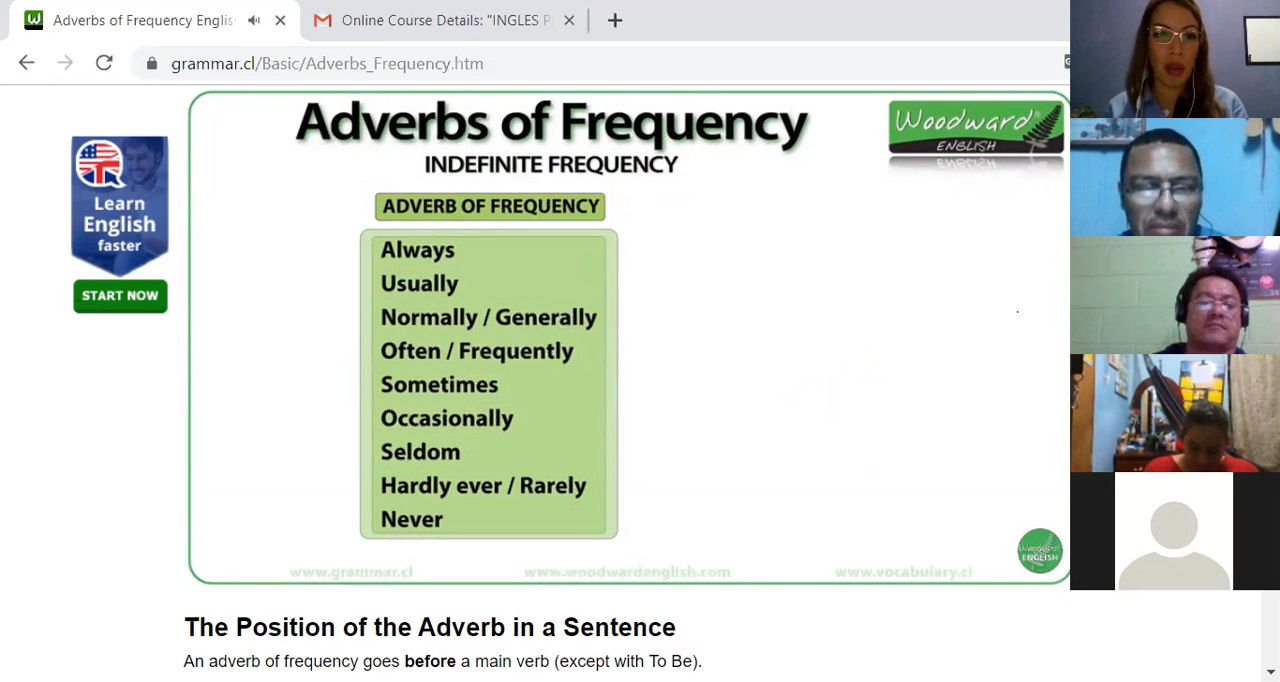 Adverbs of Frequency Englis
Online Course Details: "INGLES P
grammar.cl/Basic/Adverbs_Frequency.htm
Adverbs of Frequency
INDEFINITE FREQUENCY
Woodward
ENGLISH
Learn
English
faster
START NOW
ADVERB OF FREQUENCY
Always
Usually
Normally / Generally
Often / Frequently
Sometimes
Occasionally
Seldom
Hardly ever / Rarely
Never
Woodward
ENGLISH
www.grammar.cl
www.woodwardenglish.com
www.vocabulary.cl
The Position of the Adverb in a Sentence
An adverb of frequency goes before a main verb (except with To Be).